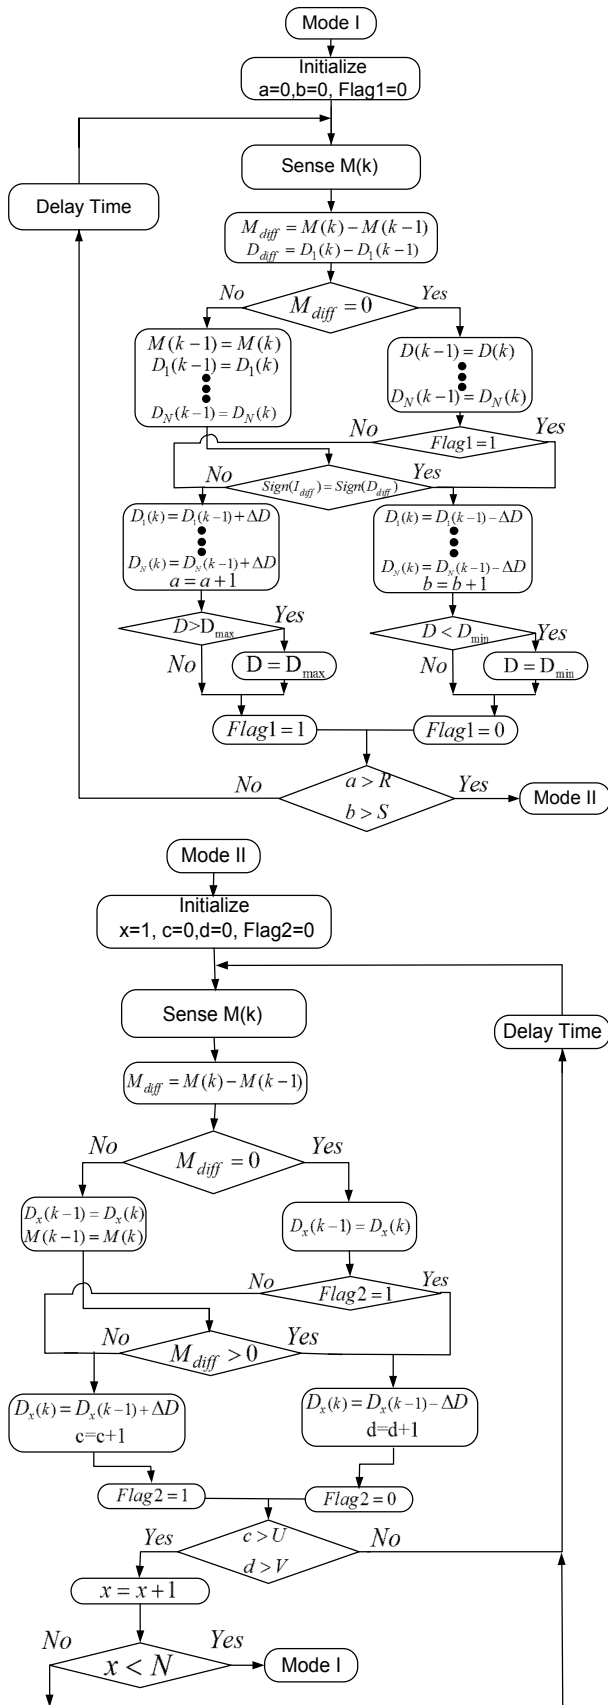 Mode I
Initialize
a=0,b=0, Flag1=0
Sense M(k)
Delay Time
M_diff = M(k) − M(k−1)
D_diff = D_1(k) − D_1(k−1)
No
M_diff = 0
Yes
M(k−1) = M(k)
D_1(k−1) = D_1(k)
D_N(k−1) = D_N(k)
D(k−1) = D(k)
D_N(k−1) = D_N(k)
No
Flag1 = 1
Yes
No
Sign(I_diff) = Sign(D_diff)
Yes
D_1(k) = D_1(k−1) + ΔD
D_N(k) = D_N(k−1) + ΔD
a = a + 1
D_1(k) = D_1(k−1) − ΔD
D_N(k) = D_N(k−1) − ΔD
b = b + 1
D > D_max
Yes
No
D = D_max
D < D_min
Yes
No
D = D_min
Flag1 = 1
Flag1 = 0
No
a > R
b > S
Yes
Mode II
Mode II
Initialize
x=1, c=0,d=0, Flag2=0
Sense M(k)
Delay Time
M_diff = M(k) − M(k−1)
No
M_diff = 0
Yes
D_x(k−1) = D_x(k)
M(k−1) = M(k)
D_x(k−1) = D_x(k)
No
Flag2 = 1
Yes
No
M_diff > 0
Yes
D_x(k) = D_x(k−1) + ΔD
c=c+1
D_x(k) = D_x(k−1) − ΔD
d=d+1
Flag2 = 1
Flag2 = 0
Yes
c > U
d > V
No
x = x + 1
No
x < N
Yes
Mode I